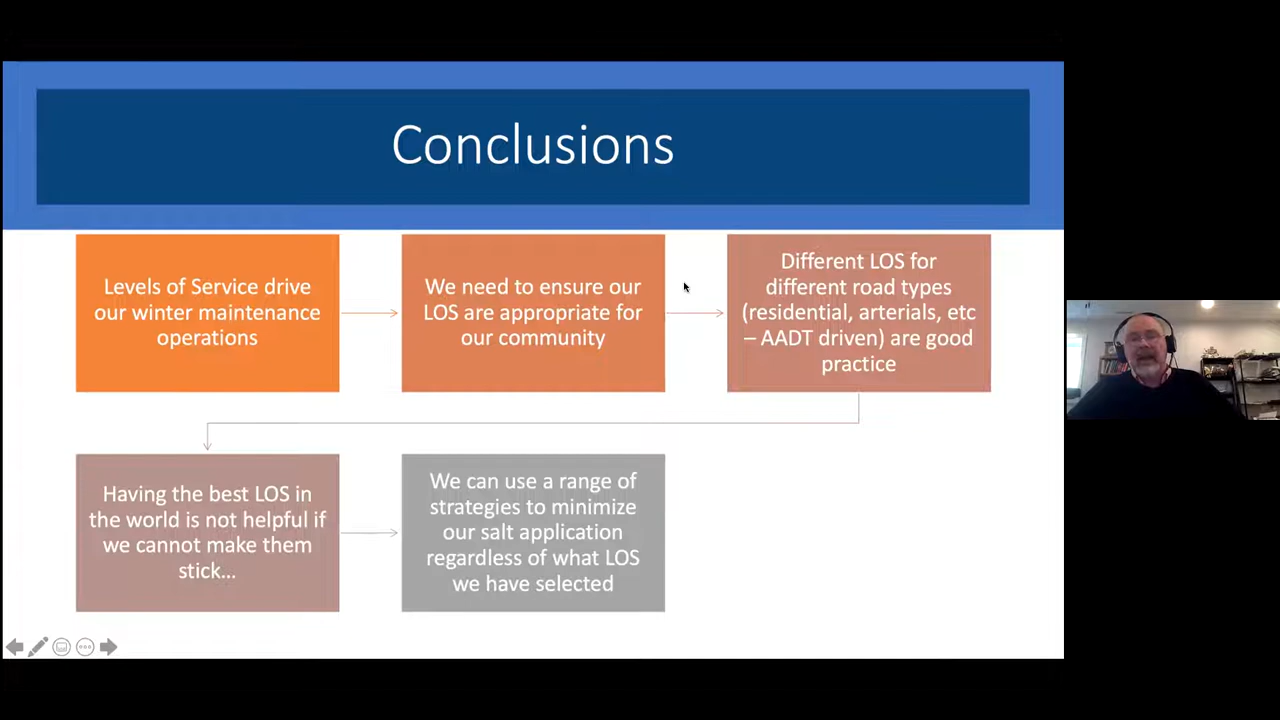 Conclusions
Levels of Service drive
our winter maintenance
operations
We need to ensure our
LOS are appropriate for
our community
Different LOS for
different road types
(residential, arterials, etc
– AADT driven) are good
practice
Having the best LOS in
the world is not helpful if
we cannot make them
stick…
We can use a range of
strategies to minimize
our salt application
regardless of what LOS
we have selected